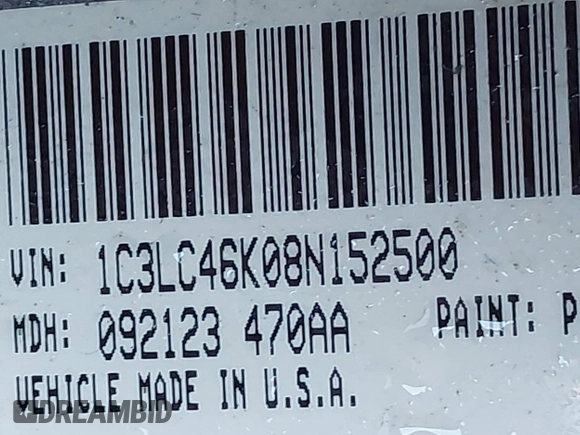 VIN: 1C3LC46K08N152500
MDH: 092123 470AA PAINT: P
VEHICLE MADE IN U.S.A.
DREAMBID